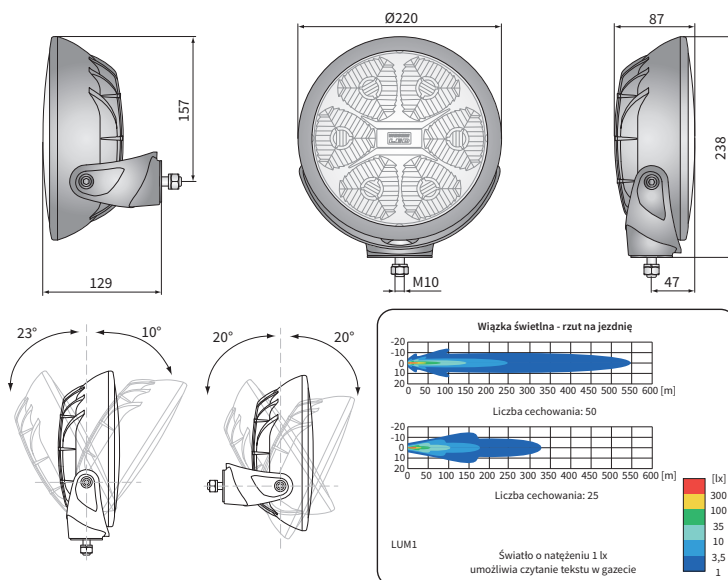 Ø220
87
157
238
129
M10
47
23°
10°
20°
20°
Wiązka świetlna - rzut na jezdnię
-20
-10
0
10
20
0 50 100 150 200 250 300 350 400 450 500 550 600 [m]
Liczba cechowania: 50
-20
-10
0
10
20
0 50 100 150 200 250 300 350 400 450 500 550 600 [m]
Liczba cechowania: 25
[lx]
300
100
35
10
3,5
1
LUM1
Światło o natężeniu 1 lx
umożliwia czytanie tekstu w gazecie